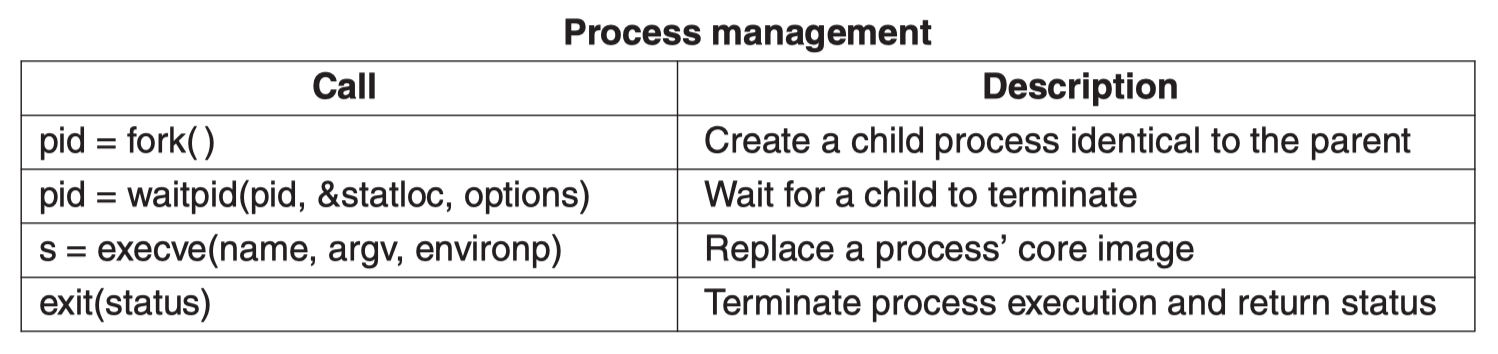 Process management
Call Description
pid = fork( ) Create a child process identical to the parent
pid = waitpid(pid, &statloc, options) Wait for a child to terminate
s = execve(name, argv, environp) Replace a process’ core image
exit(status) Terminate process execution and return status